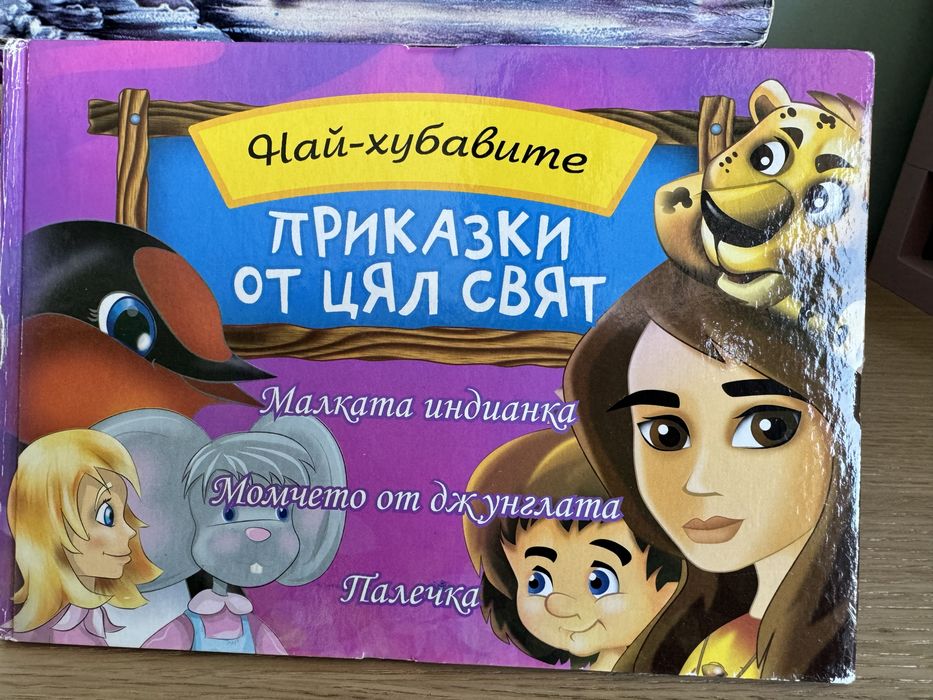 Най-хубавите
ПРИКАЗКИ
ОТ ЦЯЛ СВЯТ
Малката индианка
Момчето от джунглата
Палечка